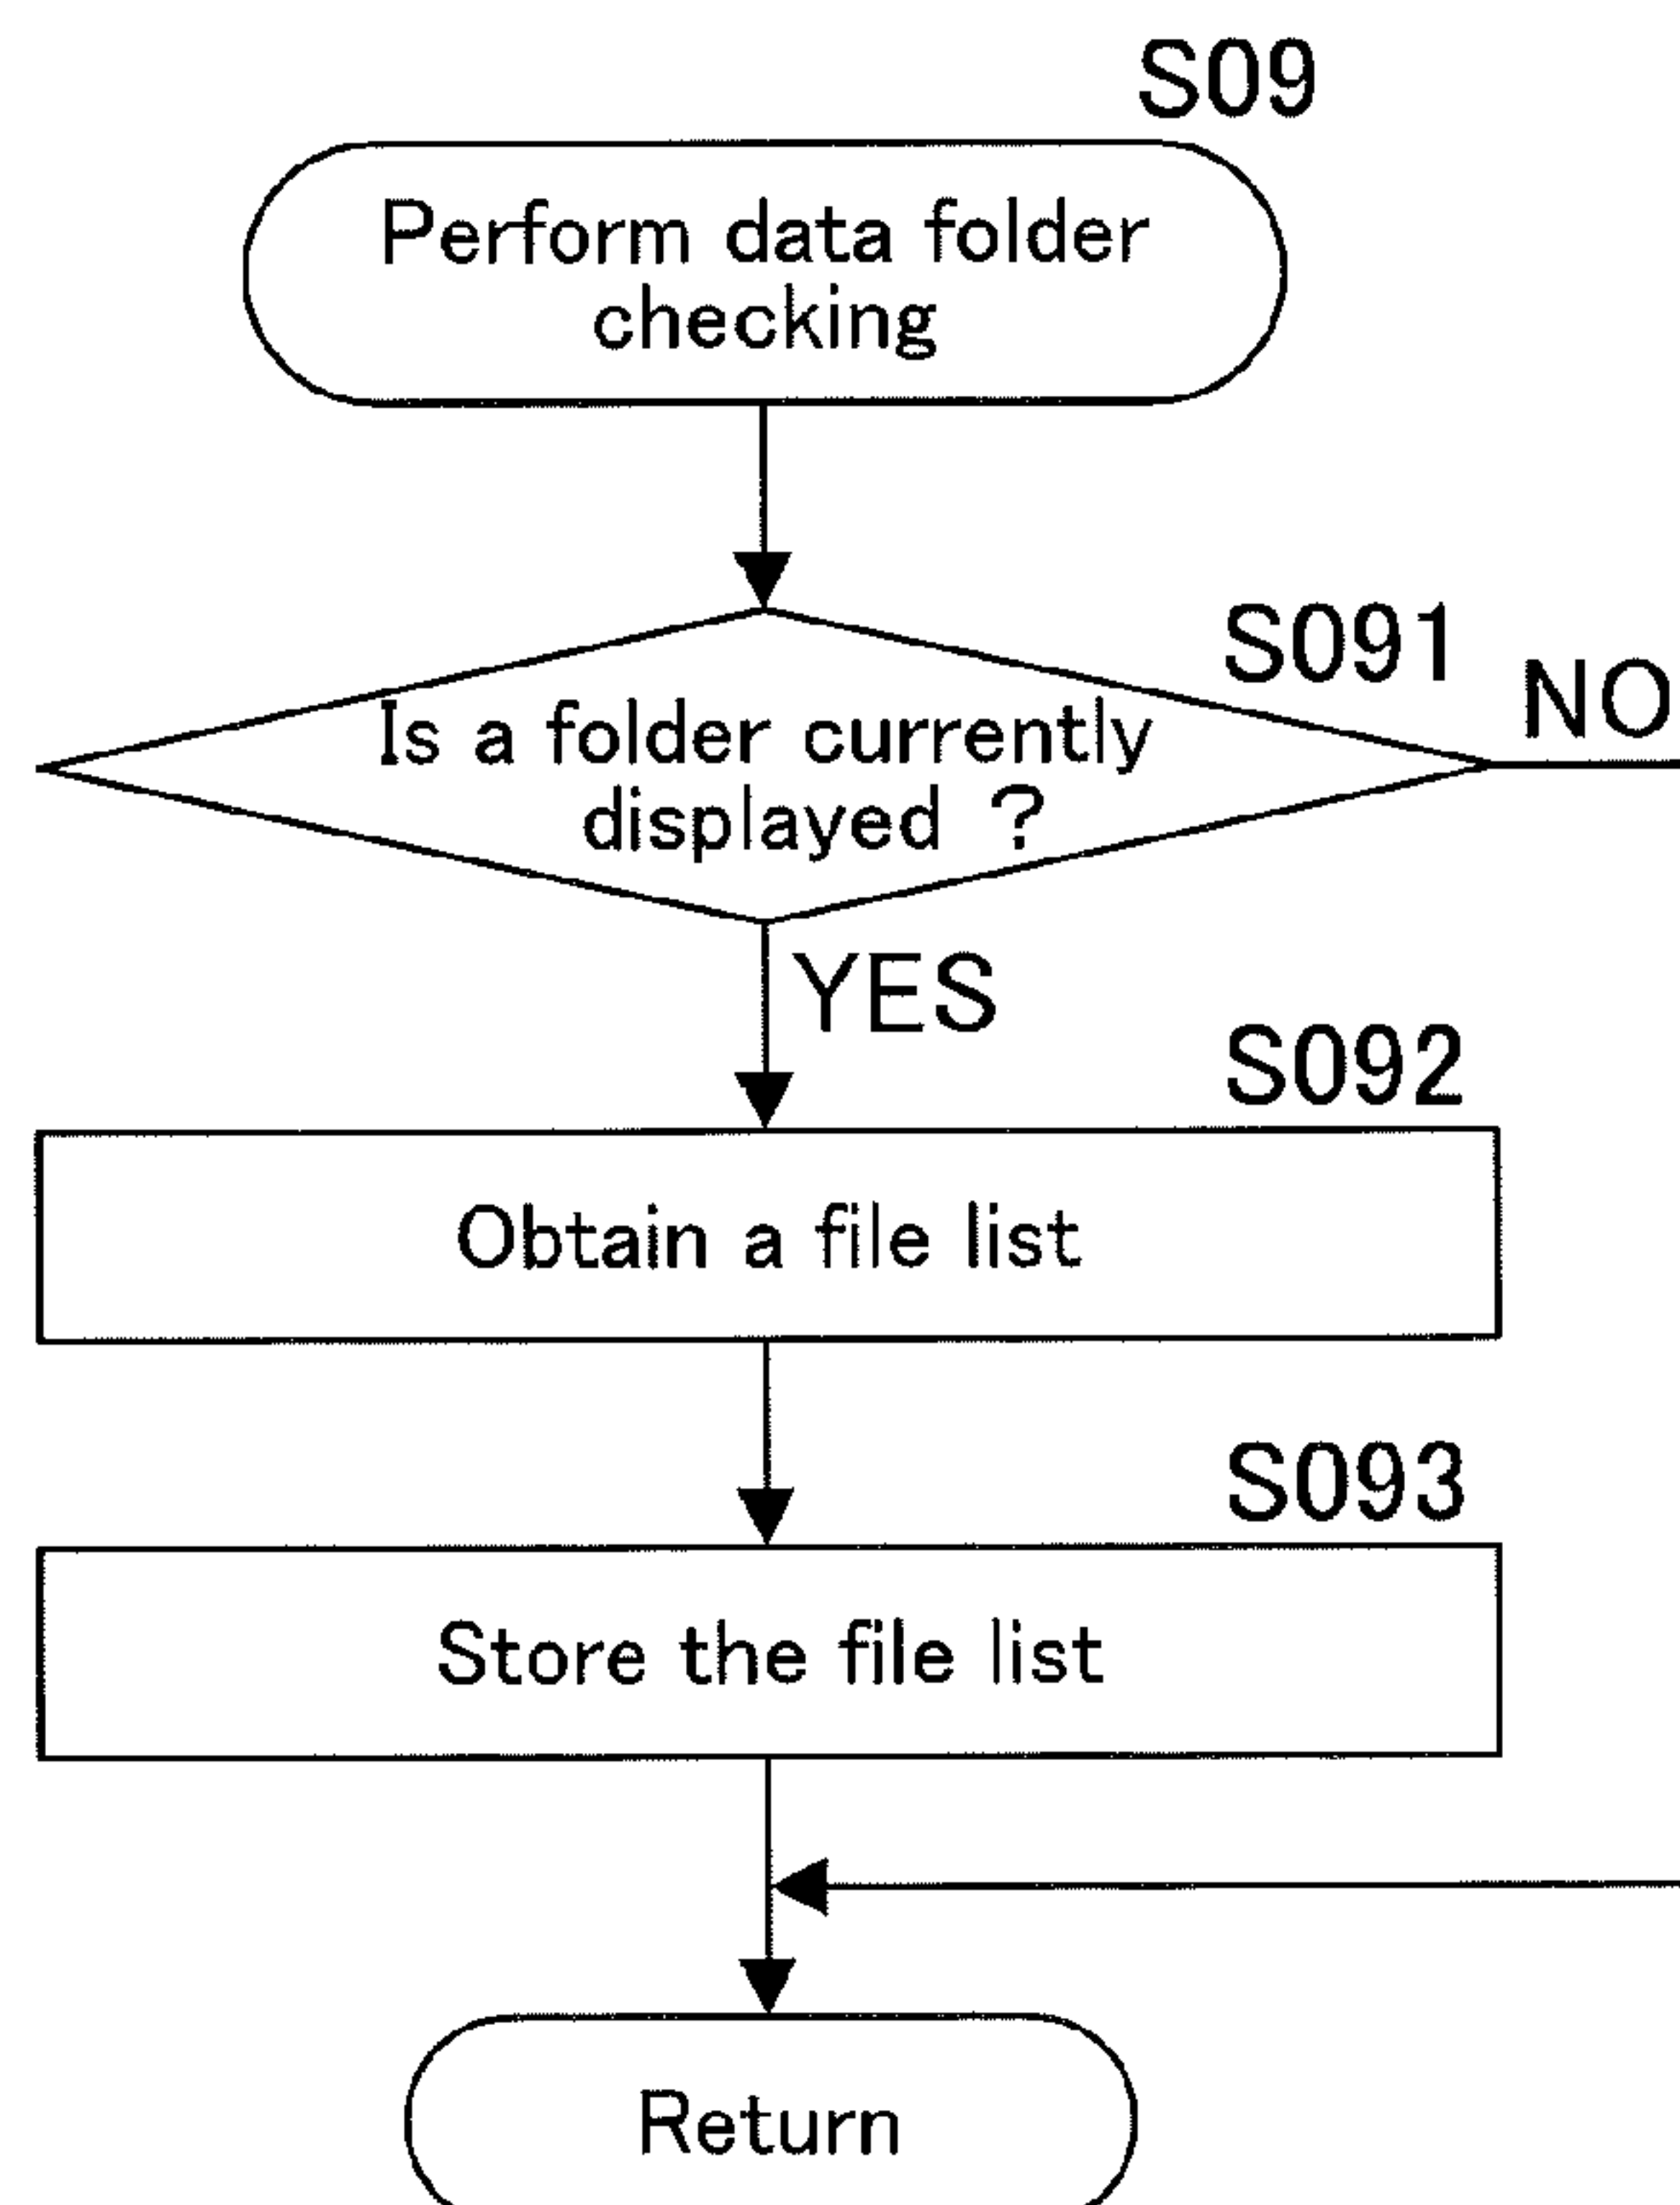 S09
Perform data folder
checking
S091
NO
Is a folder currently
displayed ?
YES
S092
Obtain a file list
S093
Store the file list
Return